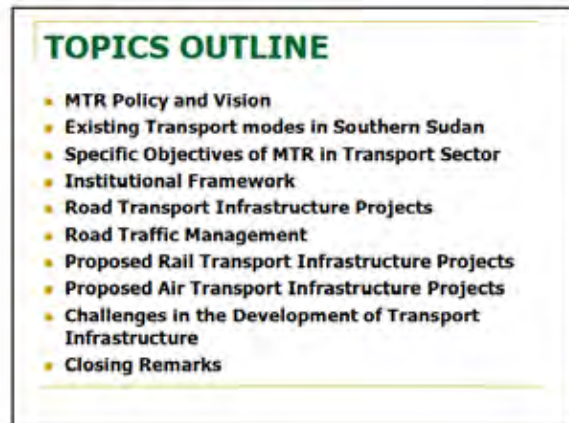 TOPICS OUTLINE
MTR Policy and Vision
Existing Transport modes in Southern Sudan
Specific Objectives of MTR in Transport Sector
Institutional Framework
Road Transport Infrastructure Projects
Road Traffic Management
Proposed Rail Transport Infrastructure Projects
Proposed Air Transport Infrastructure Projects
Challenges in the Development of Transport
Infrastructure
Closing Remarks